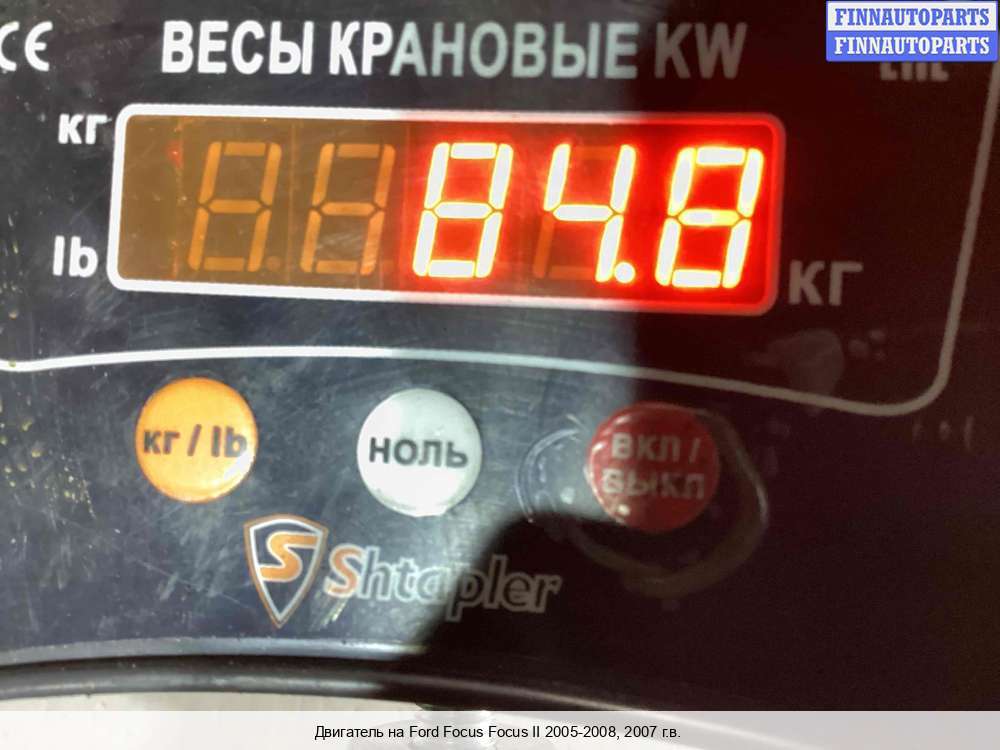 FINNAUTOPARTS
FINNAUTOPARTS
CE
ВЕСЫ КРАНОВЫЕ KW
кг
84.8
lb
кг
кг / lb
НОЛЬ
ВКЛ /
ВЫКЛ
S Shtapler
Двигатель на Ford Focus Focus II 2005-2008, 2007 г.в.